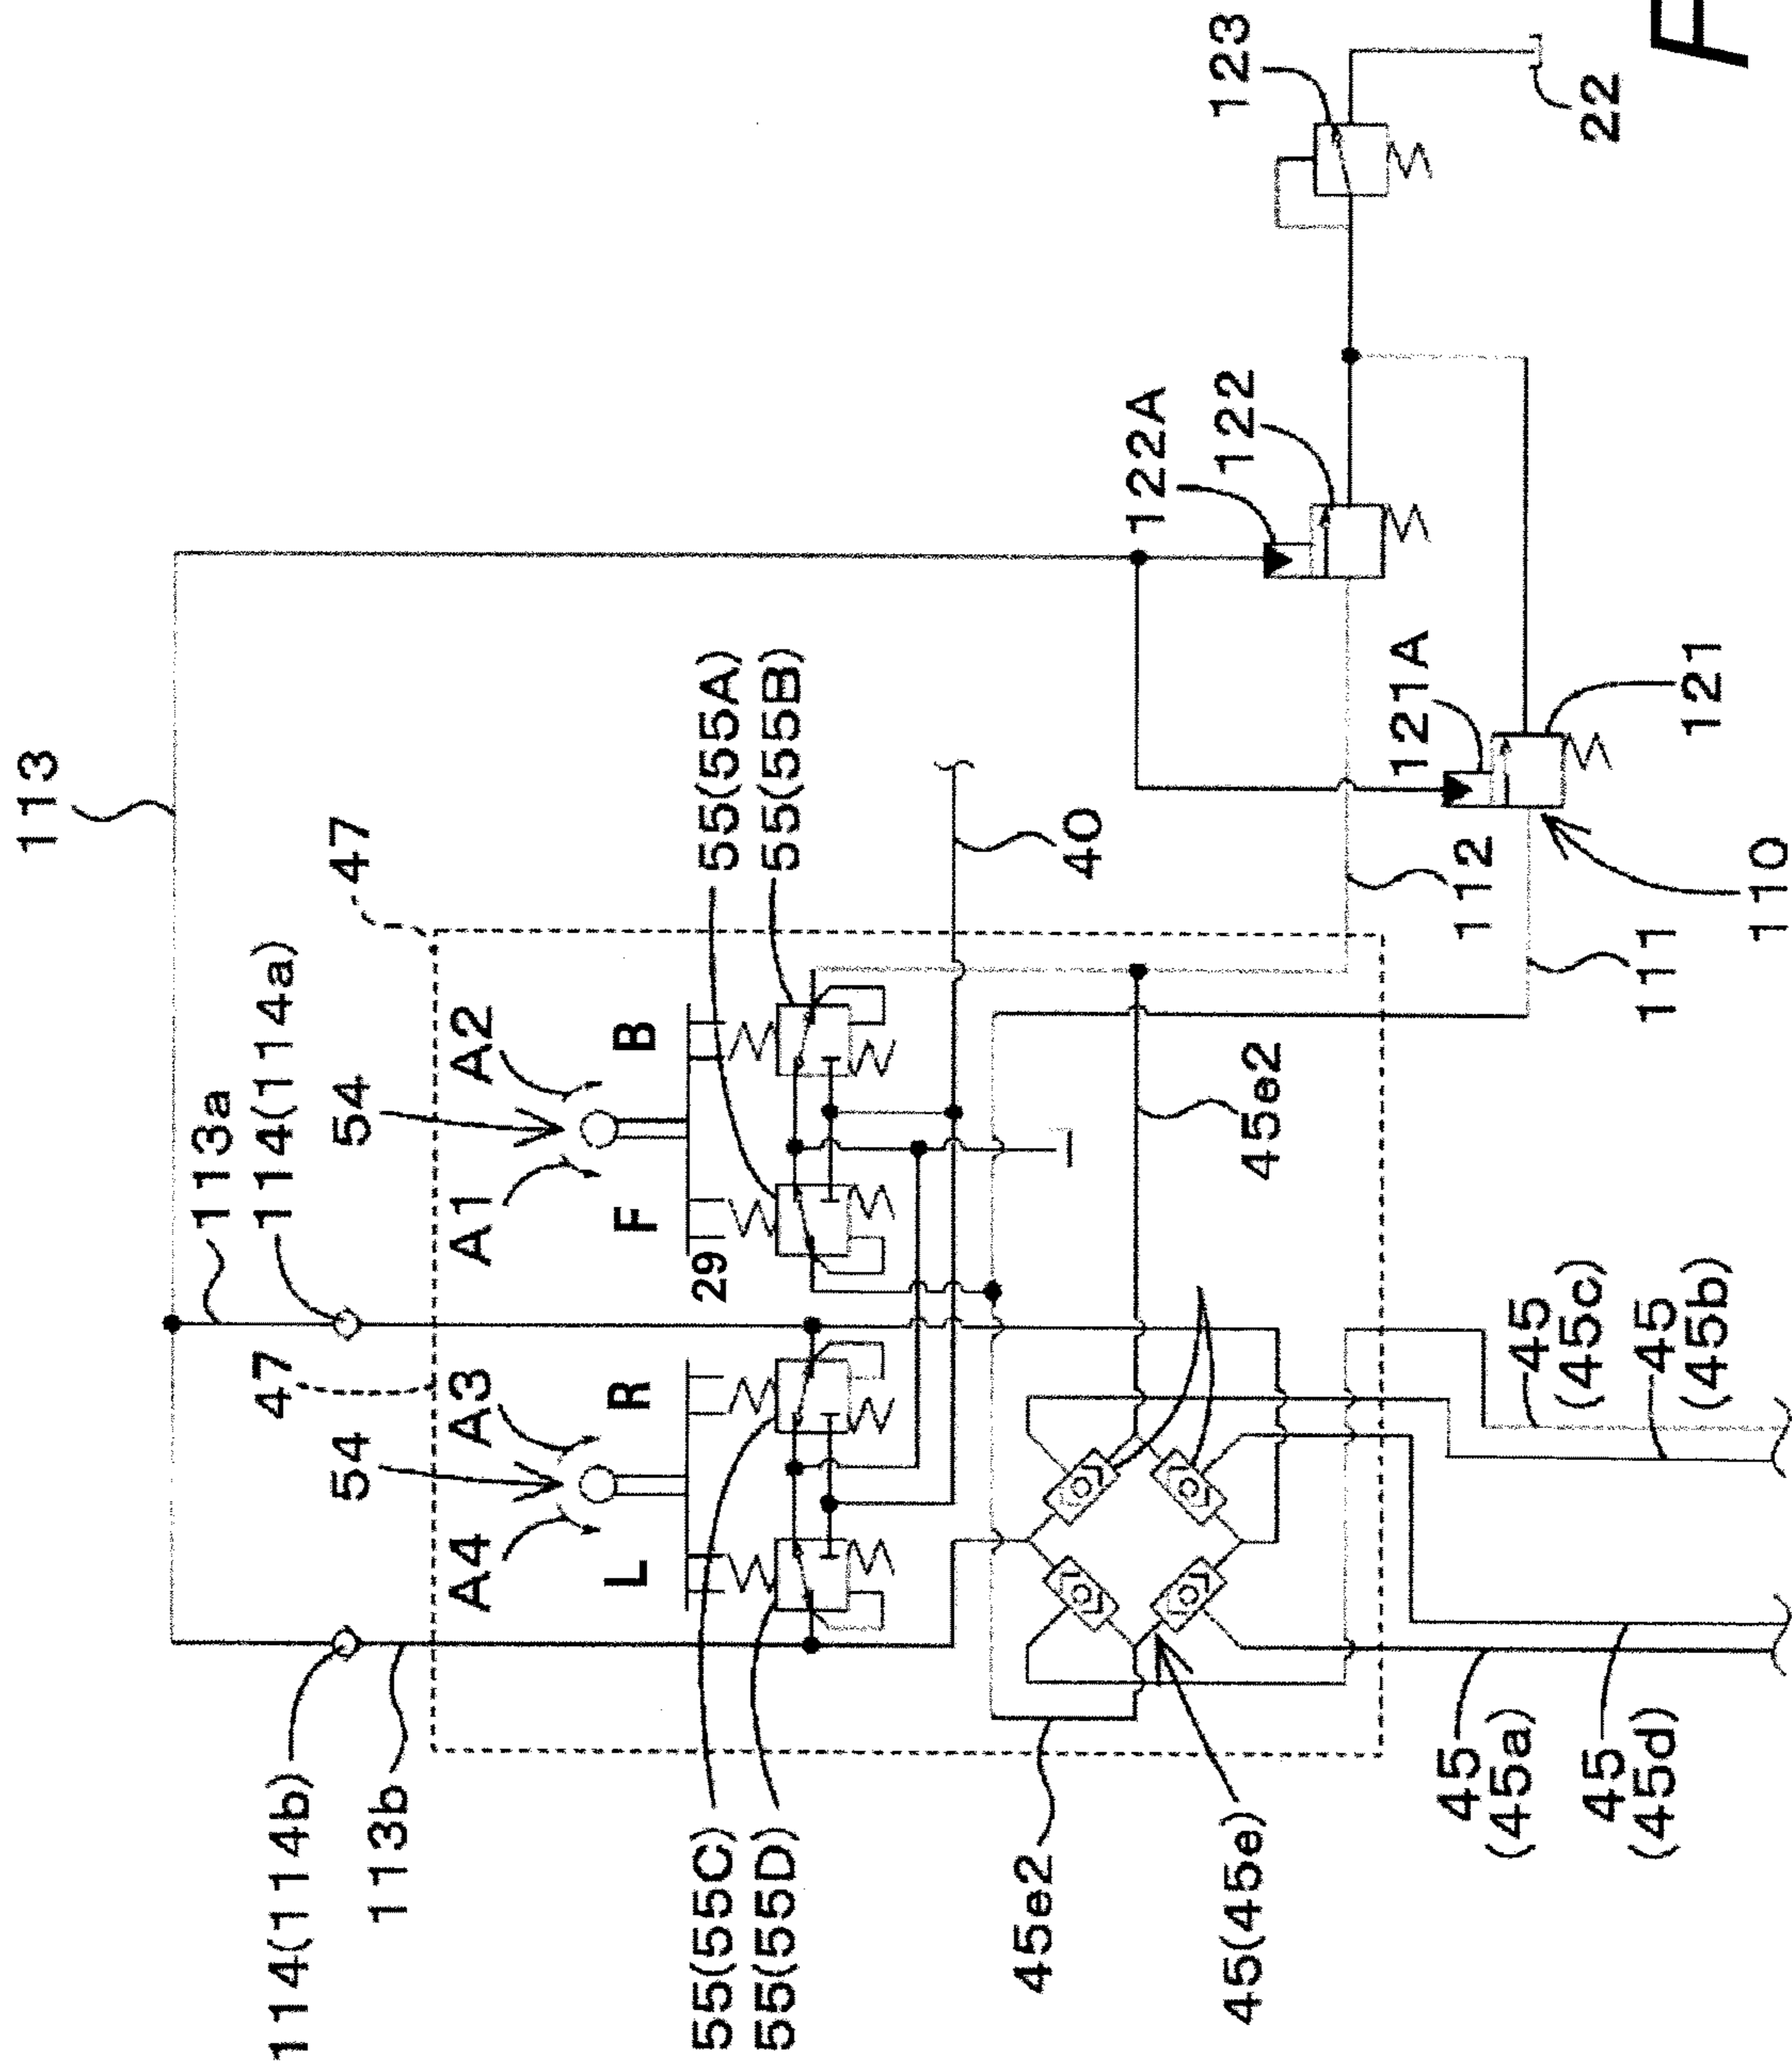 113
47
113a
114(114a)
54
A1
A2
F
B
29
55(55A)
55(55B)
40
47
54
A4
A3
L
R
114(114b)
113b
55(55C)
55(55D)
45e2
45e2
45(45e)
45
(45a)
45
(45d)
45
(45c)
45
(45b)
122A
122
123
22
121A
121
112
111
110
F